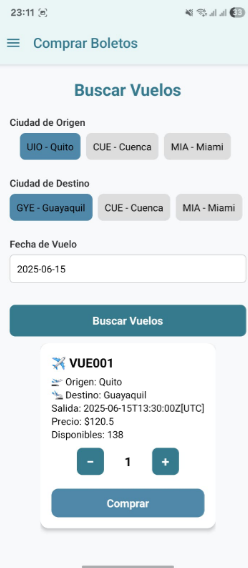 23:11
Comprar Boletos
Buscar Vuelos
Ciudad de Origen
UIO - Quito CUE - Cuenca MIA - Miami
Ciudad de Destino
GYE - Guayaquil CUE - Cuenca MIA - Miami
Fecha de Vuelo
2025-06-15
Buscar Vuelos
VUE001
Origen: Quito
Destino: Guayaquil
Salida: 2025-06-15T13:30:00Z[UTC]
Precio: $120.5
Disponibles: 138
- 1 +
Comprar